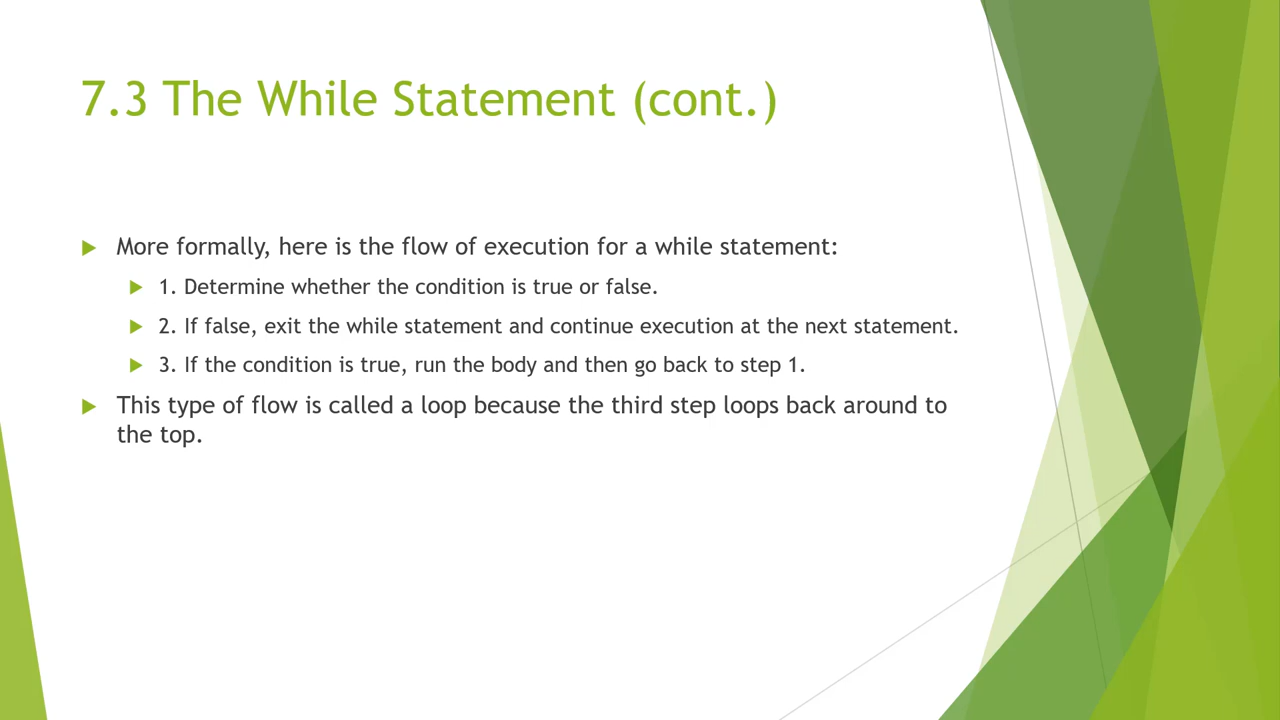 7.3 The While Statement (cont.)
More formally, here is the flow of execution for a while statement:
1. Determine whether the condition is true or false.
2. If false, exit the while statement and continue execution at the next statement.
3. If the condition is true, run the body and then go back to step 1.
This type of flow is called a loop because the third step loops back around to
the top.